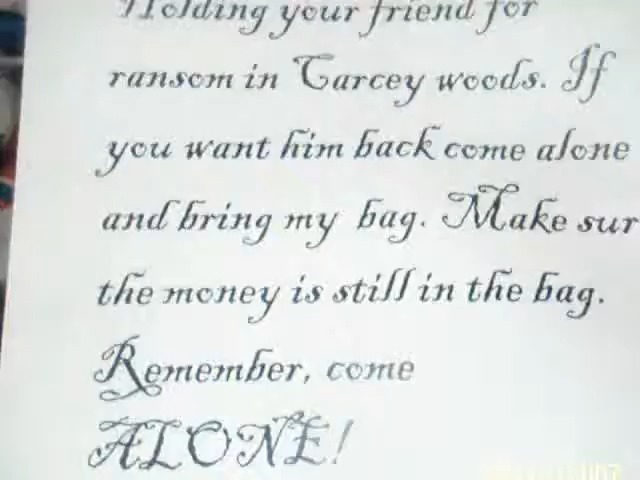 Holding your friend for
ransom in Tarcey woods. If
you want him back come alone
and bring my bag. Make sur
the money is still in the bag.
Remember, come
ALONE!